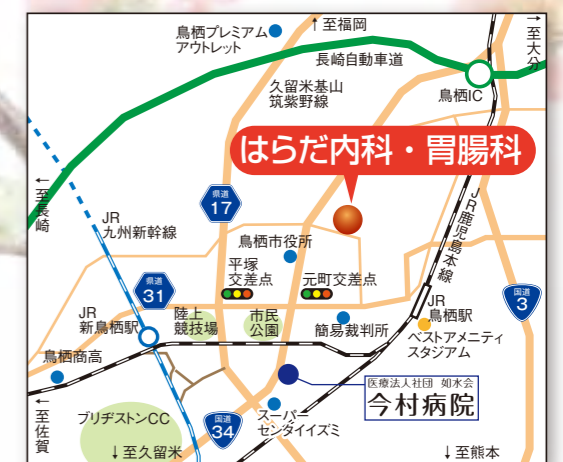 鳥栖プレミアム
アウトレット
↑至福岡
→至大分
長崎自動車道
久留米基山
筑紫野線
鳥栖IC
はらだ内科・胃腸科
←至長崎
県道
17
JR
九州新幹線
JR鹿児島本線
鳥栖市役所
平塚
交差点
元町交差点
県道
31
国道
3
JR
新鳥栖駅
陸上
競技場
市民
公園
簡易裁判所
JR
鳥栖駅
ベストアメニティ
スタジアム
鳥栖商高
医療法人社団 如水会
今村病院
←至佐賀
ブリヂストンCC
国道
34
スーパー
センタイイズミ
↓至久留米
↓至熊本